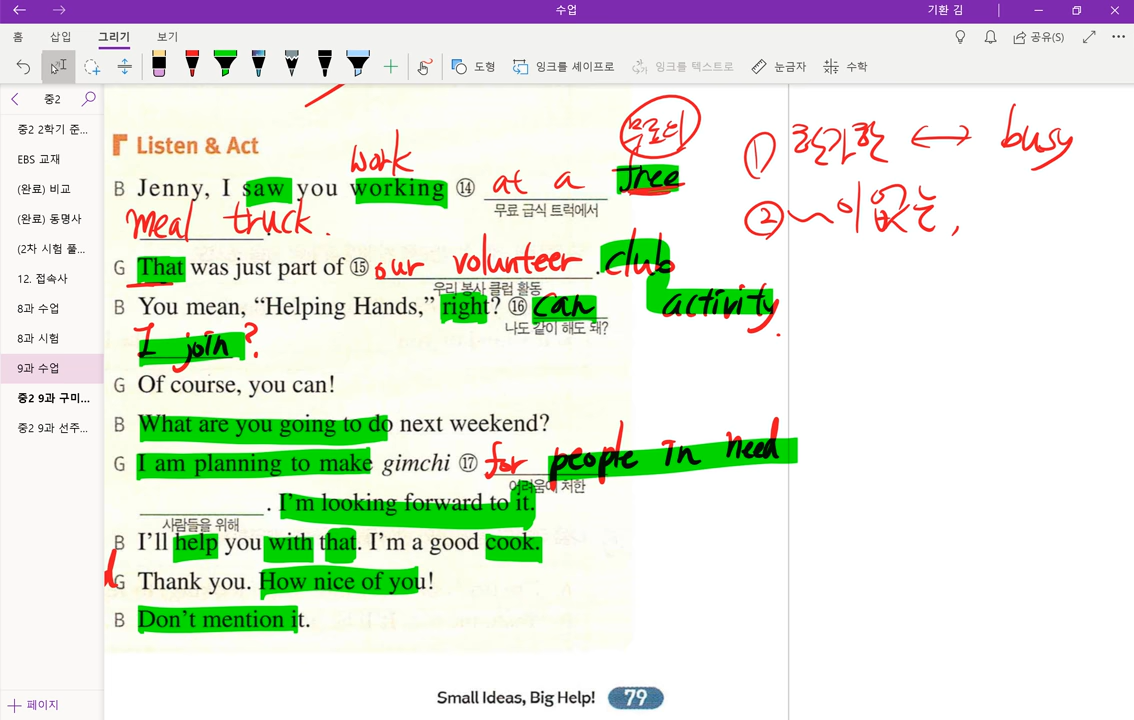 수업
기환 김
홈 삽입 그리기 보기
공유(S)
도형 잉크를 셰이프로 잉크를 텍스트로 눈금자 수학
중2
중2 2학기 준...
EBS 교재
(완료) 비교
(완료) 동명사
(2차 시험 풀...
12. 접속사
8과 수업
8과 시험
9과 수업
중2 9과 구미...
중2 9과 선주...
페이지
무료의
① 한가한 ↔ busy
② ~이 없는,
Listen & Act
work
B Jenny, I saw you working ⑭ at a free
무료 급식 트럭에서
meal truck.
G That was just part of ⑮ our volunteer club
우리 봉사 클럽 활동
activity.
B You mean, “Helping Hands,” right? ⑯ Can
나도 같이 해도 돼?
I join?
G Of course, you can!
B What are you going to do next weekend?
G I am planning to make gimchi ⑰ for people in need
어려움에 처한
. I’m looking forward to it.
사람들을 위해
B I’ll help you with that. I’m a good cook.
G Thank you. How nice of you!
B Don’t mention it.
Small Ideas, Big Help! 79